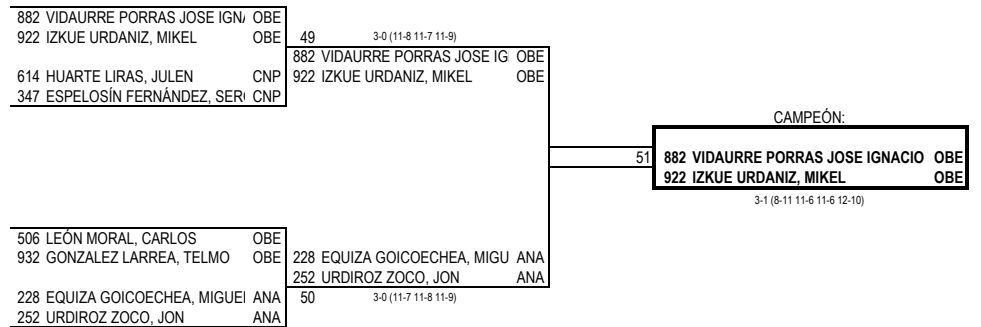 882 VIDAURRE PORRAS JOSE IGN OBE
922 IZKUE URDANIZ, MIKEL OBE
49 3-0 (11-8 11-7 11-9)
882 VIDAURRE PORRAS JOSE IG OBE
614 HUARTE LIRAS, JULEN CNP
922 IZKUE URDANIZ, MIKEL OBE
347 ESPELOSÍN FERNÁNDEZ, SER CNP
CAMPEÓN:
51 882 VIDAURRE PORRAS JOSE IGNACIO OBE
922 IZKUE URDANIZ, MIKEL OBE
3-1 (8-11 11-6 11-6 12-10)
506 LEÓN MORAL, CARLOS OBE
932 GONZALEZ LARREA, TELMO OBE
228 EQUIZA GOICOECHEA, MIGU ANA
252 URDIROZ ZOCO, JON ANA
228 EQUIZA GOICOECHEA, MIGUE ANA
50 3-0 (11-7 11-8 11-9)
252 URDIROZ ZOCO, JON ANA